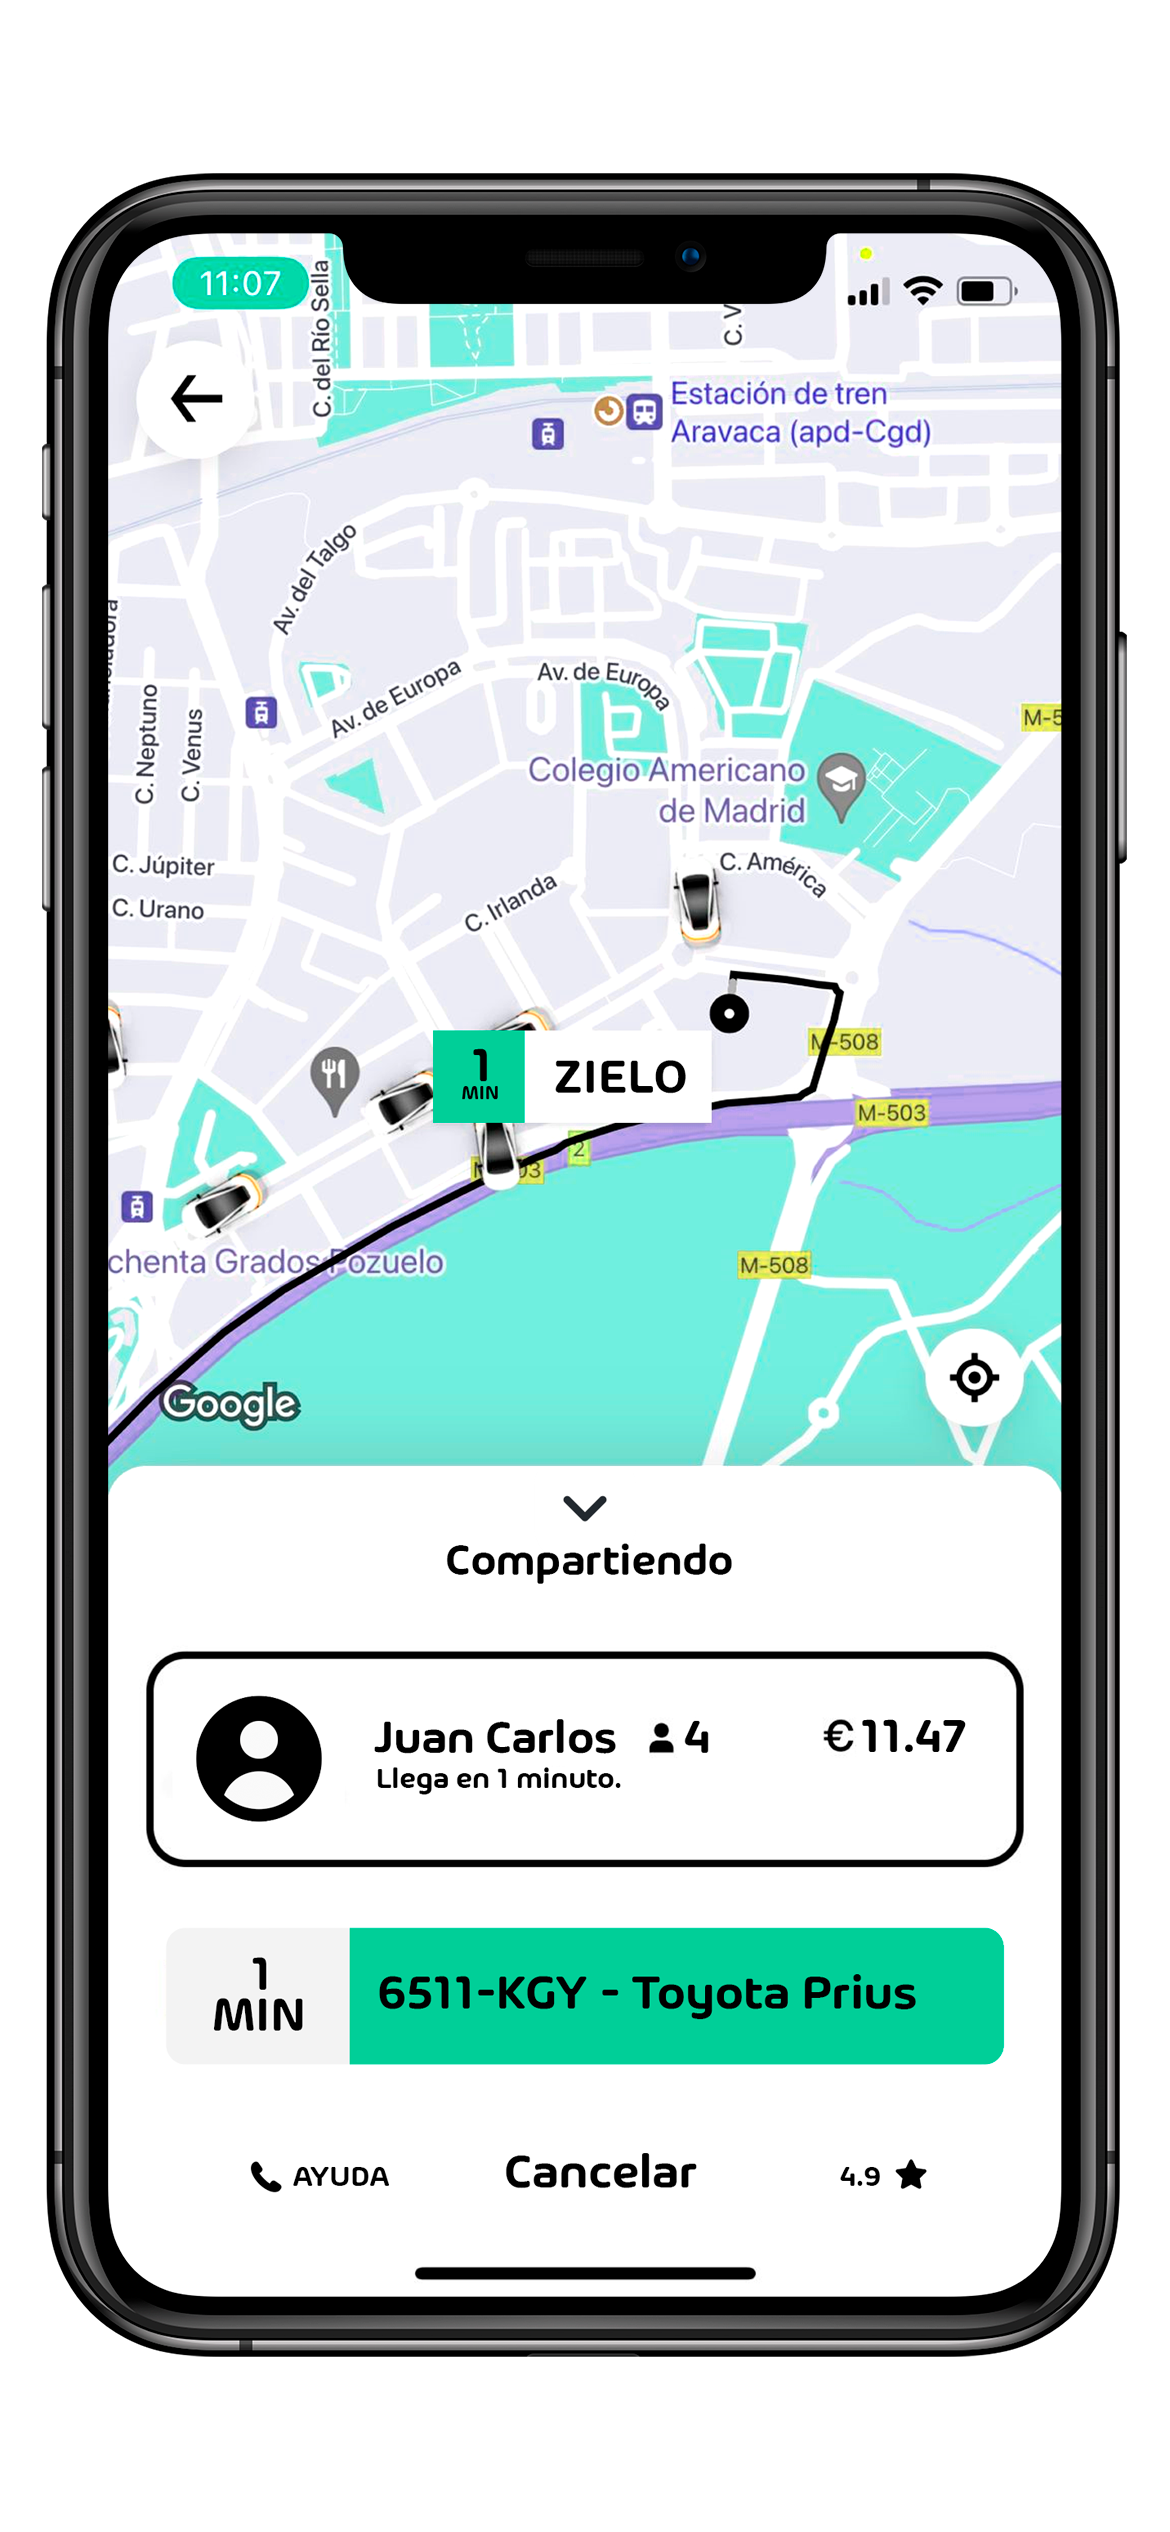 11:07
C. del Río Sella
C. V
Estación de tren
Aravaca (apd-Cgd)
Av. del Talgo
Av. de Europa
Av. de Europa
C. Neptuno
C. Venus
M-5
Colegio Americano
de Madrid
C. Júpiter
C. América
C. Urano
C. Irlanda
M-508
1
MIN
ZIELO
M-503
2
chenta Grados Pozuelo
M-508
Google
Compartiendo
Juan Carlos 4 €11.47
Llega en 1 minuto.
1
MIN
6511-KGY - Toyota Prius
AYUDA Cancelar 4.9